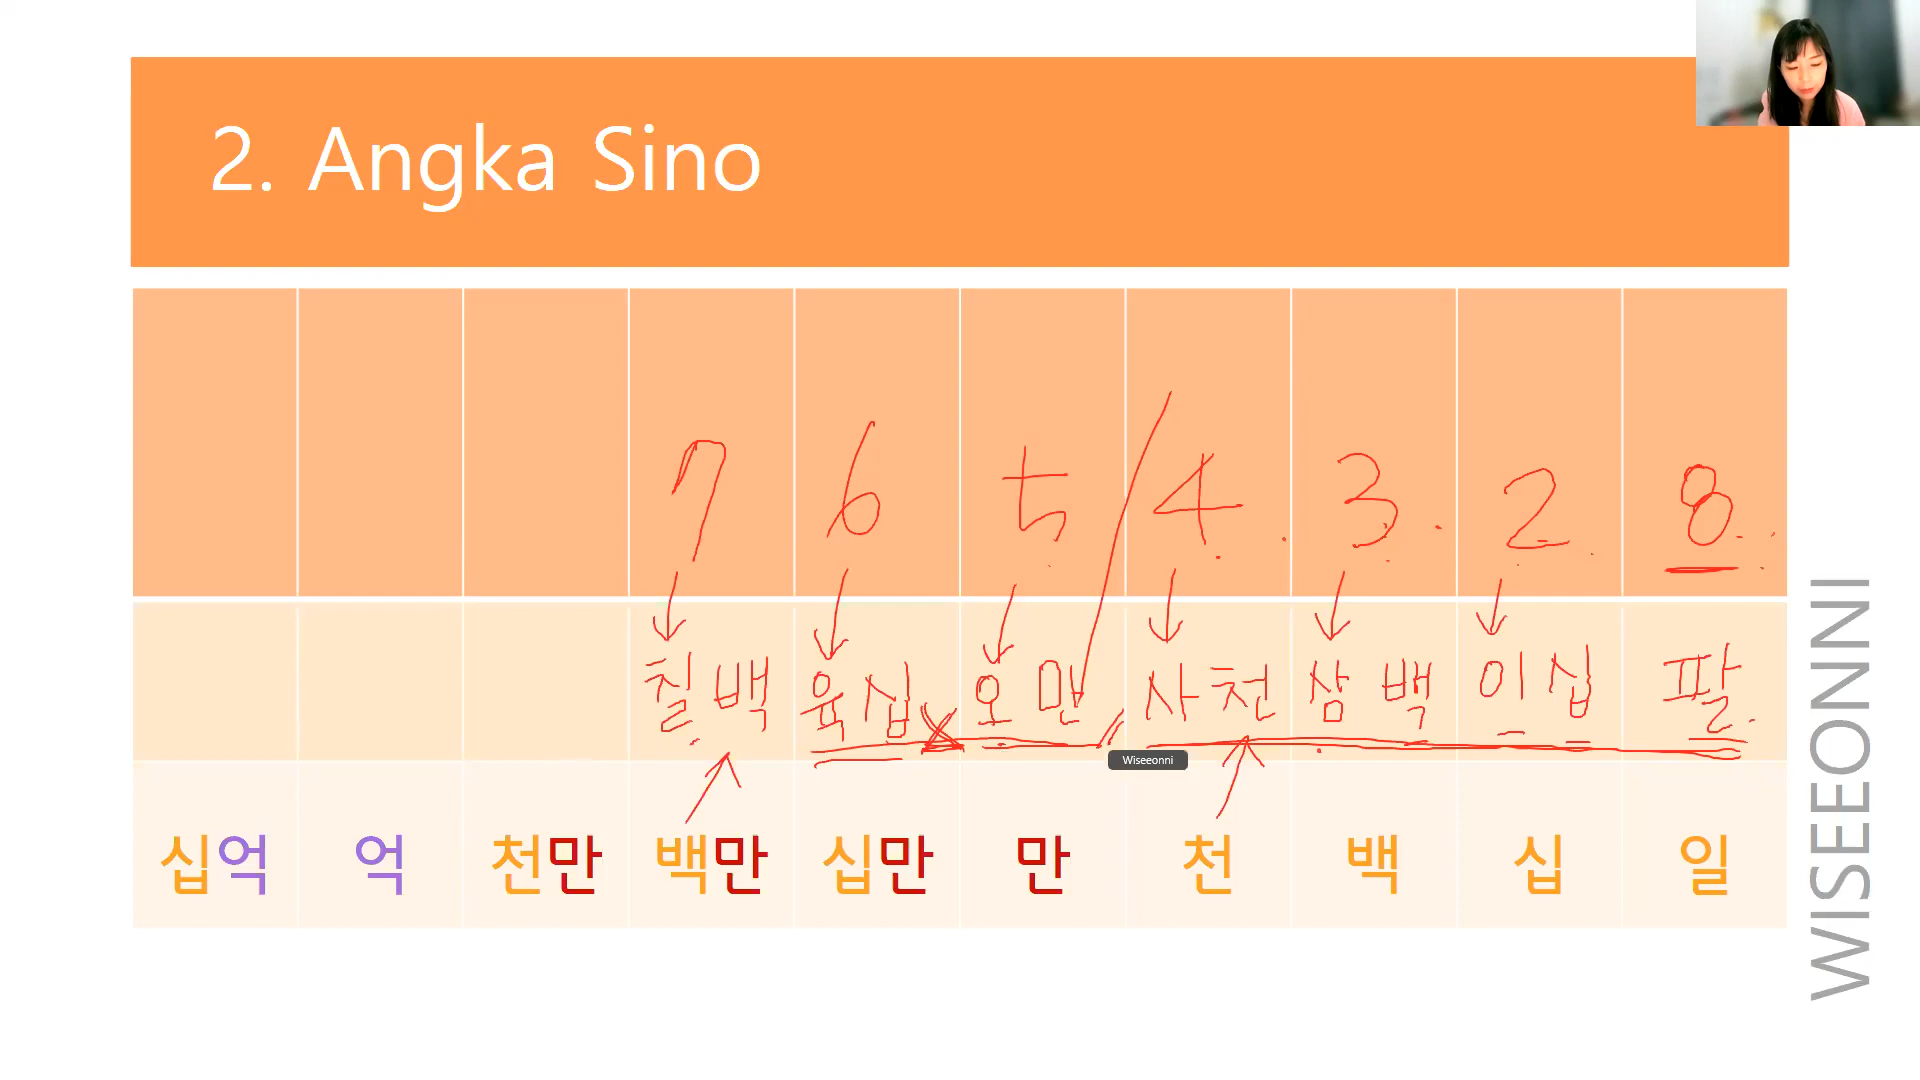 2. Angka Sino
7 6 5 4 3 2 8
칠백 육십 오만 사천 삼백 이십 팔
Wiseeonni
십억 억 천만 백만 십만 만 천 백 십 일
WISEEONNI